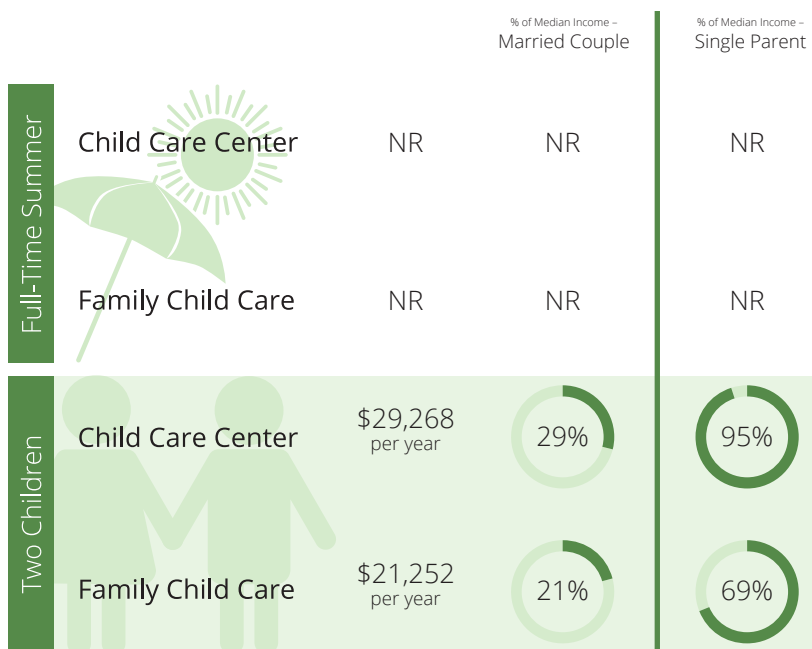 % of Median Income –
Married Couple
% of Median Income –
Single Parent
Full-Time Summer
Child Care Center
NR
NR
NR
Family Child Care
NR
NR
NR
Two Children
Child Care Center
$29,268
per year
29%
95%
Family Child Care
$21,252
per year
21%
69%